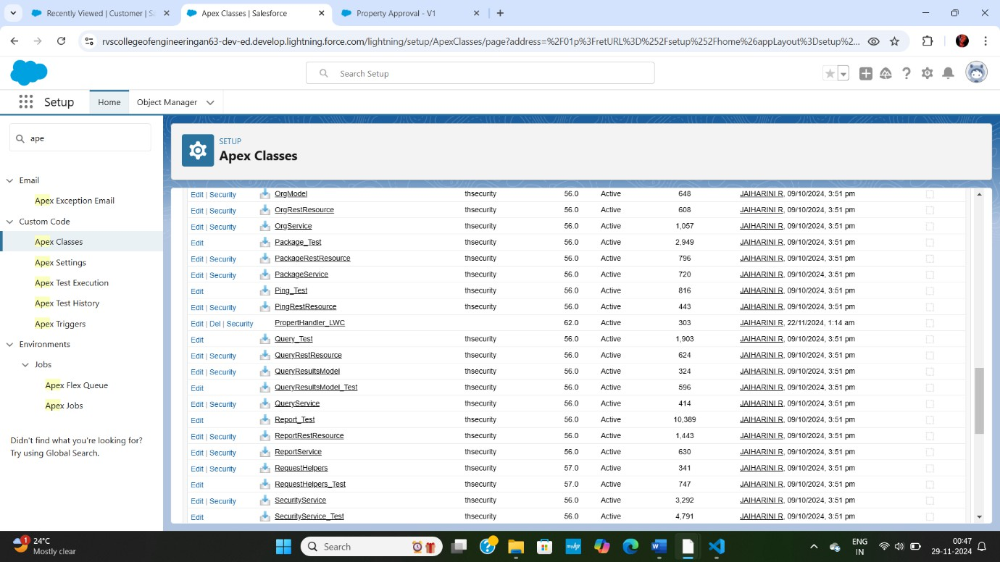 Recently Viewed | Customer | Sa
Apex Classes | Salesforce
Property Approval - V1
rvscollegeofengineeringan63-dev-ed.develop.lightning.force.com/lightning/setup/ApexClasses/page?address=%2F01p%3FretURL%3D%252Fsetup%252Fhome%26appLayout%3Dsetup%2...
Search Setup
Setup
Home
Object Manager
ape
Email
Apex Exception Email
Custom Code
Apex Classes
Apex Settings
Apex Test Execution
Apex Test History
Apex Triggers
Environments
Jobs
Apex Flex Queue
Apex Jobs
Didn't find what you're looking for?
Try using Global Search.
SETUP
Apex Classes
Edit | Security OrgModel thsecurity 56.0 Active 648 JAIHARINI R, 09/10/2024, 3:51 pm
Edit | Security OrgRestResource thsecurity 56.0 Active 608 JAIHARINI R, 09/10/2024, 3:51 pm
Edit | Security OrgService thsecurity 56.0 Active 1,057 JAIHARINI R, 09/10/2024, 3:51 pm
Edit Package_Test thsecurity 56.0 Active 2,949 JAIHARINI R, 09/10/2024, 3:51 pm
Edit | Security PackageRestResource thsecurity 56.0 Active 796 JAIHARINI R, 09/10/2024, 3:51 pm
Edit | Security PackageService thsecurity 56.0 Active 720 JAIHARINI R, 09/10/2024, 3:51 pm
Edit Ping_Test thsecurity 56.0 Active 816 JAIHARINI R, 09/10/2024, 3:51 pm
Edit | Security PingRestResource thsecurity 56.0 Active 443 JAIHARINI R, 09/10/2024, 3:51 pm
Edit | Del | Security PropertHandler_LWC 62.0 Active 303 JAIHARINI R, 22/11/2024, 1:14 am
Edit Query_Test thsecurity 56.0 Active 1,903 JAIHARINI R, 09/10/2024, 3:51 pm
Edit | Security QueryRestResource thsecurity 56.0 Active 624 JAIHARINI R, 09/10/2024, 3:51 pm
Edit | Security QueryResultsModel thsecurity 56.0 Active 324 JAIHARINI R, 09/10/2024, 3:51 pm
Edit QueryResultsModel_Test thsecurity 56.0 Active 596 JAIHARINI R, 09/10/2024, 3:51 pm
Edit | Security QueryService thsecurity 56.0 Active 414 JAIHARINI R, 09/10/2024, 3:51 pm
Edit Report_Test thsecurity 56.0 Active 10,389 JAIHARINI R, 09/10/2024, 3:51 pm
Edit | Security ReportRestResource thsecurity 56.0 Active 1,443 JAIHARINI R, 09/10/2024, 3:51 pm
Edit | Security ReportService thsecurity 56.0 Active 630 JAIHARINI R, 09/10/2024, 3:51 pm
Edit | Security RequestHelpers thsecurity 57.0 Active 341 JAIHARINI R, 09/10/2024, 3:51 pm
Edit RequestHelpers_Test thsecurity 57.0 Active 747 JAIHARINI R, 09/10/2024, 3:51 pm
Edit | Security SecurityService thsecurity 56.0 Active 3,292 JAIHARINI R, 09/10/2024, 3:51 pm
Edit SecurityService_Test thsecurity 56.0 Active 4,791 JAIHARINI R, 09/10/2024, 3:51 pm
1
24°C
Mostly clear
Search
myhp
ENG
IN
00:47
29-11-2024